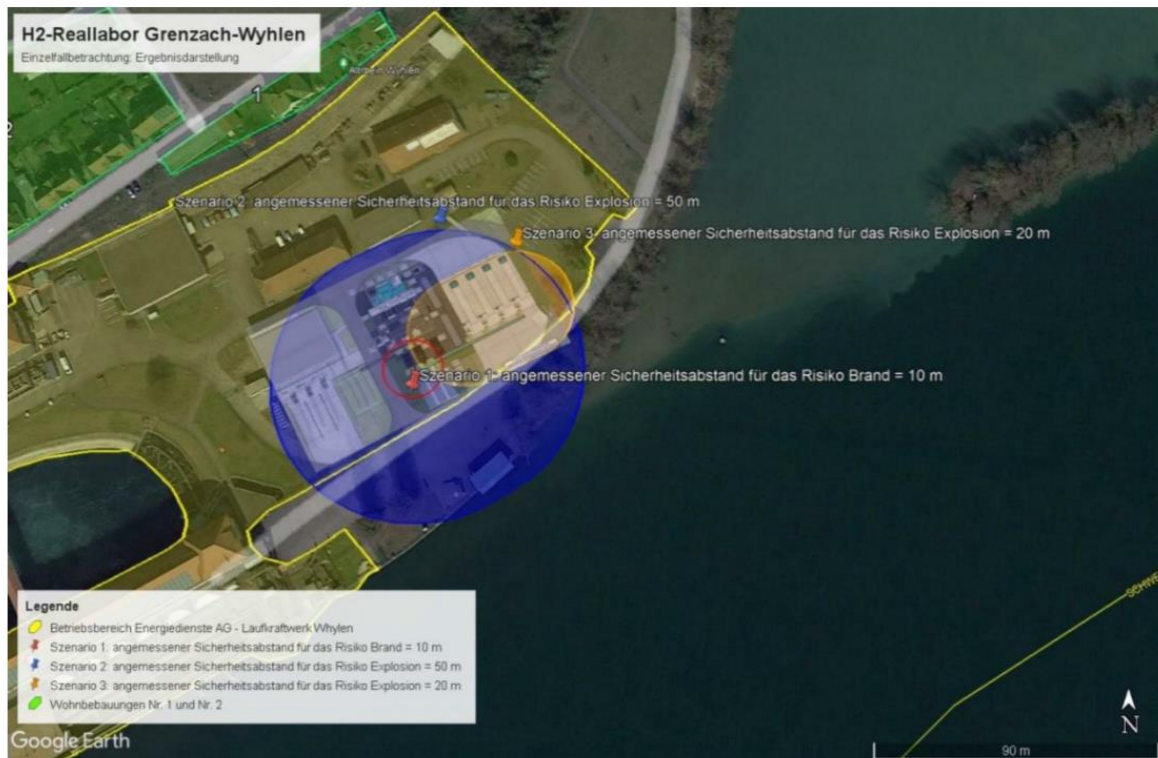 H2-Reallabor Grenzach-Wyhlen
Einzelfallbetrachtung: Ergebnisdarstellung
Altrhein Wyhlen
1
2
Szenario 2: angemessener Sicherheitsabstand für das Risiko Explosion = 50 m
Szenario 3: angemessener Sicherheitsabstand für das Risiko Explosion = 20 m
Szenario 1: angemessener Sicherheitsabstand für das Risiko Brand = 10 m
Legende
Betriebsbereich Energiedienste AG - Laufkraftwerk Whylen
Szenario 1: angemessener Sicherheitsabstand für das Risiko Brand = 10 m
Szenario 2: angemessener Sicherheitsabstand für das Risiko Explosion = 50 m
Szenario 3: angemessener Sicherheitsabstand für das Risiko Explosion = 20 m
Wohnbebauungen Nr. 1 und Nr. 2
Google Earth
N
90 m